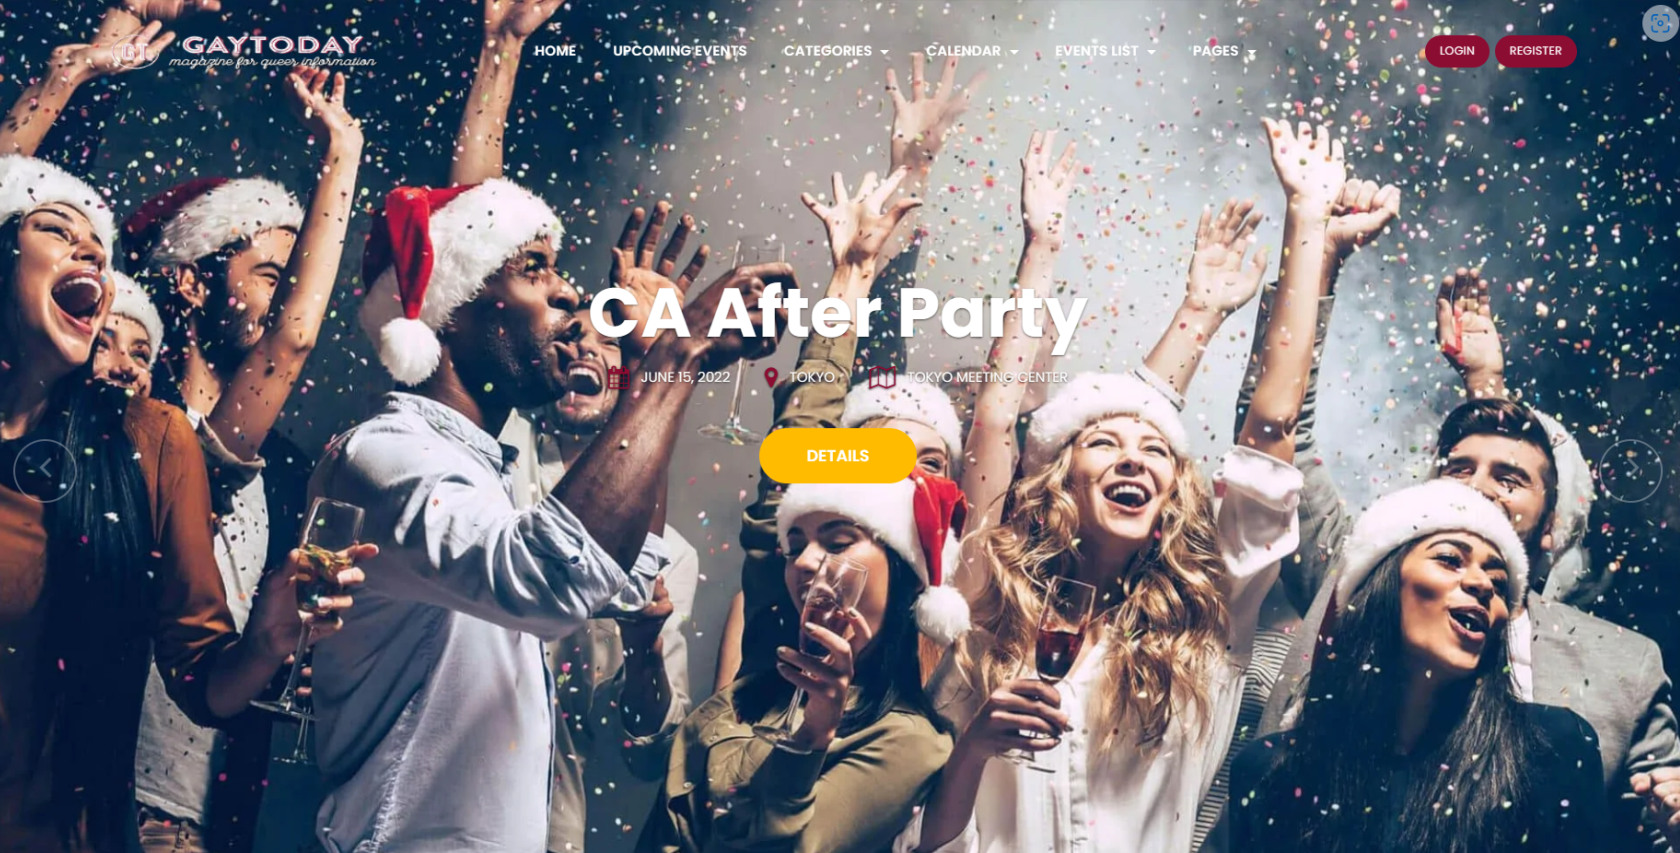 GT
GAYTODAY
magazine for queer information
HOME
UPCOMING EVENTS
CATEGORIES
CALENDAR
EVENTS LIST
PAGES
LOGIN
REGISTER
CA After Party
JUNE 15, 2022
TOKYO
TOKYO MEETING CENTER
DETAILS